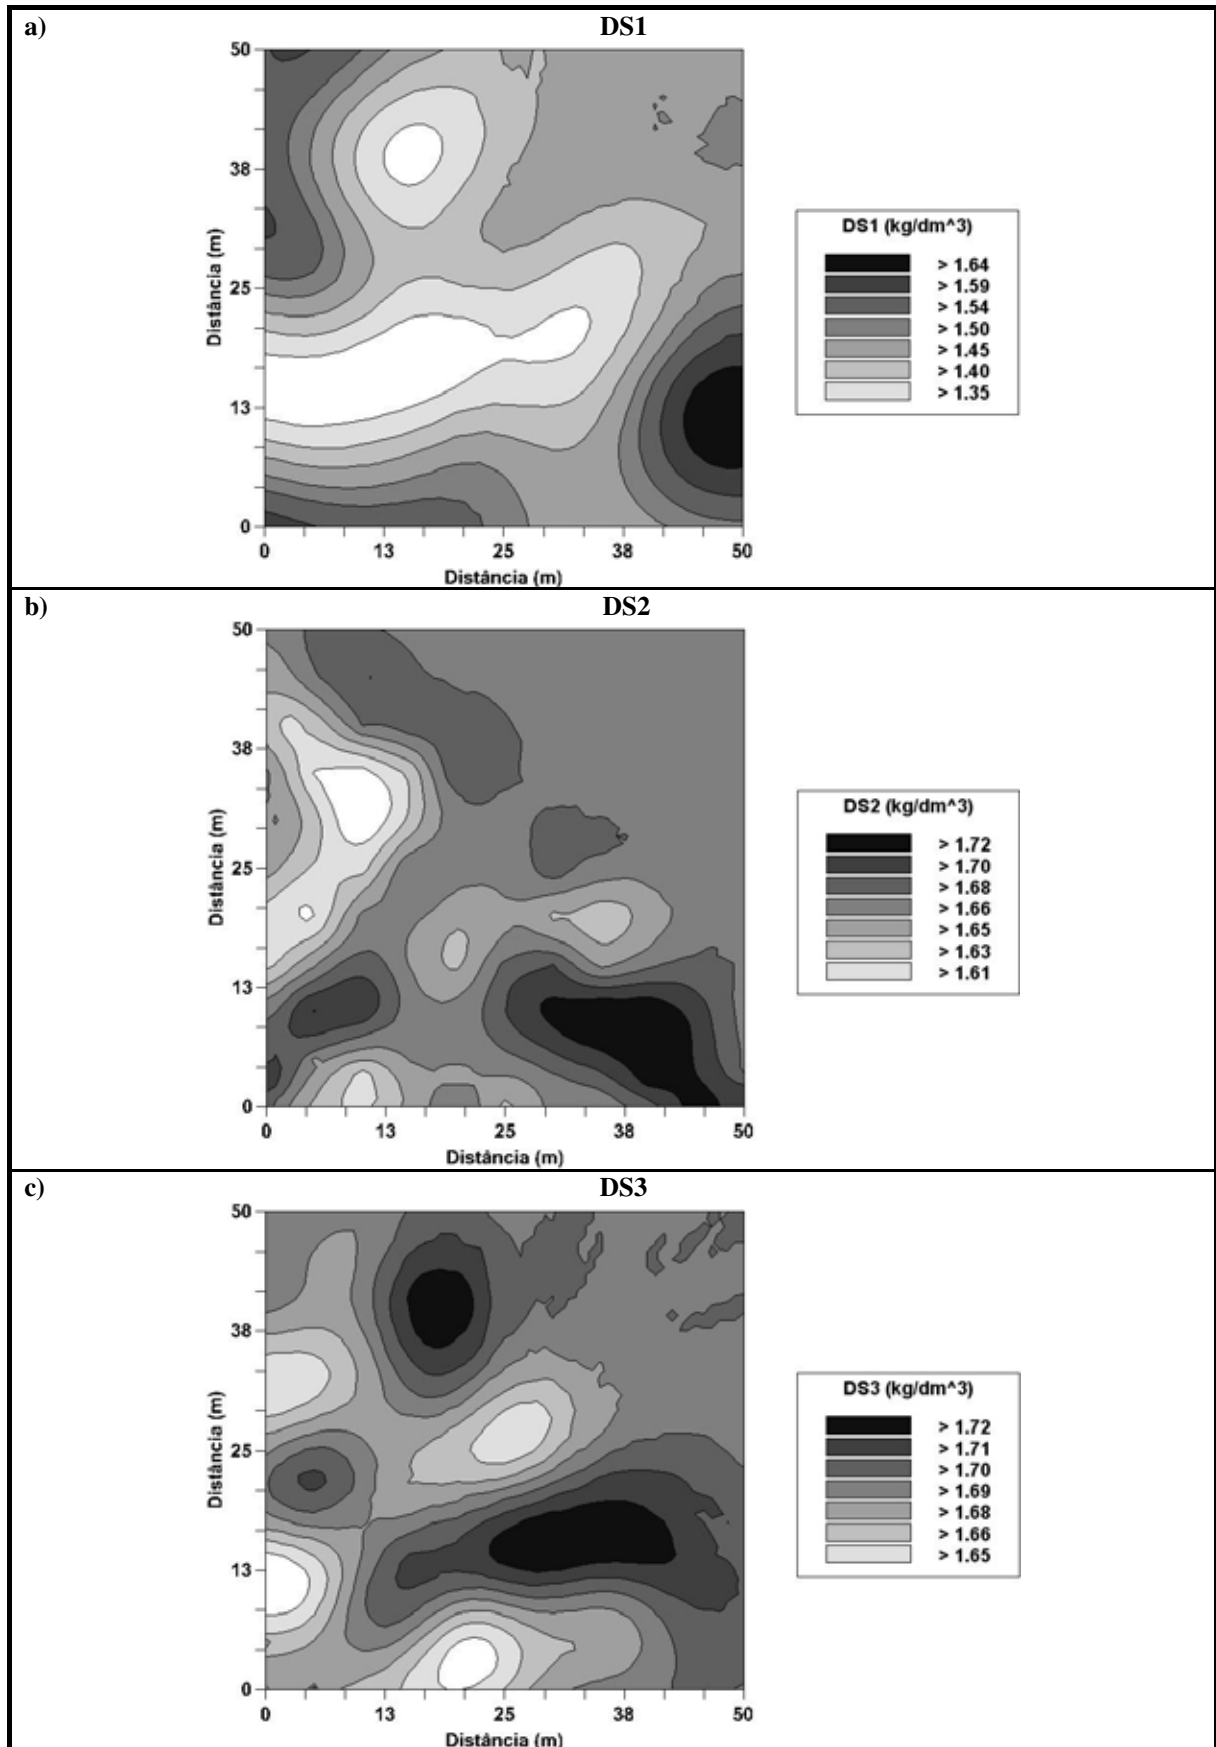 a)
DS1
50
38
25
13
0
Distância (m)
0 13 25 38 50
Distância (m)
DS1 (kg/dm^3)
> 1.64
> 1.59
> 1.54
> 1.50
> 1.45
> 1.40
> 1.35
b)
DS2
50
38
25
13
0
Distância (m)
0 13 25 38 50
Distância (m)
DS2 (kg/dm^3)
> 1.72
> 1.70
> 1.68
> 1.66
> 1.65
> 1.63
> 1.61
c)
DS3
50
38
25
13
0
Distância (m)
0 13 25 38 50
Distância (m)
DS3 (kg/dm^3)
> 1.72
> 1.71
> 1.70
> 1.69
> 1.68
> 1.66
> 1.65